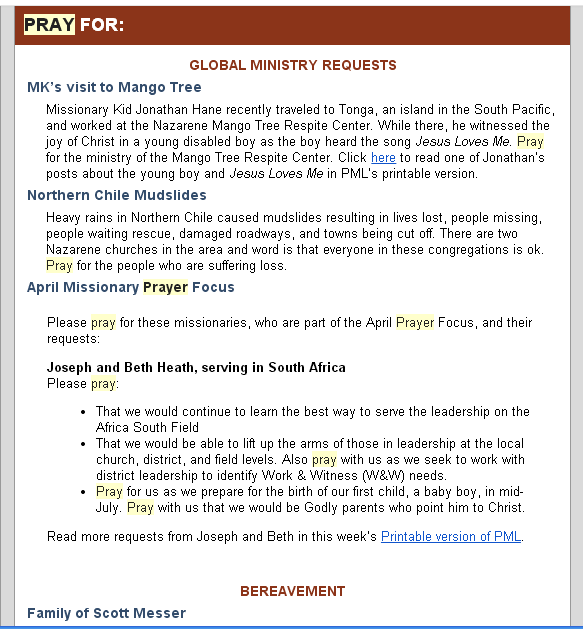 PRAY FOR:
GLOBAL MINISTRY REQUESTS
MK's visit to Mango Tree
Missionary Kid Jonathan Hane recently traveled to Tonga, an island in the South Pacific,
and worked at the Nazarene Mango Tree Respite Center. While there, he witnessed the
joy of Christ in a young disabled boy as the boy heard the song Jesus Loves Me. Pray
for the ministry of the Mango Tree Respite Center. Click here to read one of Jonathan's
posts about the young boy and Jesus Loves Me in PML's printable version.
Northern Chile Mudslides
Heavy rains in Northern Chile caused mudslides resulting in lives lost, people missing,
people waiting rescue, damaged roadways, and towns being cut off. There are two
Nazarene churches in the area and word is that everyone in these congregations is ok.
Pray for the people who are suffering loss.
April Missionary Prayer Focus
Please pray for these missionaries, who are part of the April Prayer Focus, and their
requests:
Joseph and Beth Heath, serving in South Africa
Please pray:
• That we would continue to learn the best way to serve the leadership on the
Africa South Field
• That we would be able to lift up the arms of those in leadership at the local
church, district, and field levels. Also pray with us as we seek to work with
district leadership to identify Work & Witness (W&W) needs.
• Pray for us as we prepare for the birth of our first child, a baby boy, in mid-
July. Pray with us that we would be Godly parents who point him to Christ.
Read more requests from Joseph and Beth in this week's Printable version of PML.
BEREAVEMENT
Family of Scott Messer